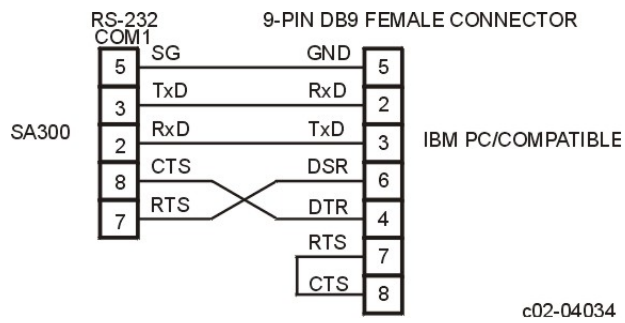 RS-232 9-PIN DB9 FEMALE CONNECTOR
COM1
5 SG GND 5
3 TxD RxD 2
SA300 2 RxD TxD 3 IBM PC/COMPATIBLE
8 CTS DSR 6
7 RTS DTR 4
RTS 7
CTS 8
c02-04034